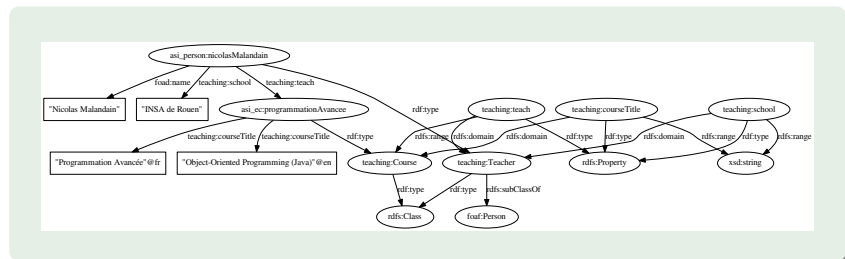 asi_person:nicolasMalandain
foad:name
teaching:school
teaching:teach
rdf:type
"Nicolas Malandain"
"INSA de Rouen"
asi_ec:programmationAvancee
teaching:teach
teaching:courseTitle
teaching:school
teaching:courseTitle
teaching:courseTitle
rdf:type
rdfs:range
rdfs:domain
rdfs:domain
rdf:type
rdf:type
rdfs:domain
rdfs:range
rdf:type
rdfs:range
"Programmation Avancée"@fr
"Object-Oriented Programming (Java)"@en
teaching:Course
teaching:Teacher
rdfs:Property
xsd:string
rdf:type
rdf:type
rdfs:subClassOf
rdfs:Class
foaf:Person